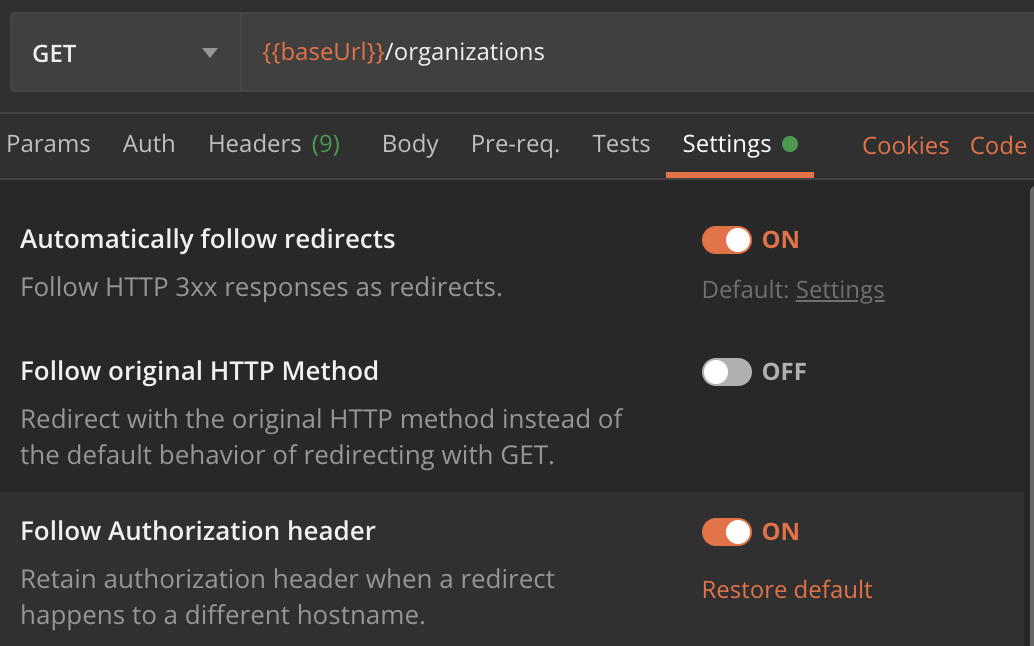 GET
{{baseUrl}}/organizations
Params Auth Headers (9) Body Pre-req. Tests Settings Cookies Code
Automatically follow redirects ON
Follow HTTP 3xx responses as redirects. Default: Settings
Follow original HTTP Method OFF
Redirect with the original HTTP method instead of
the default behavior of redirecting with GET.
Follow Authorization header ON
Retain authorization header when a redirect
happens to a different hostname.
Restore default